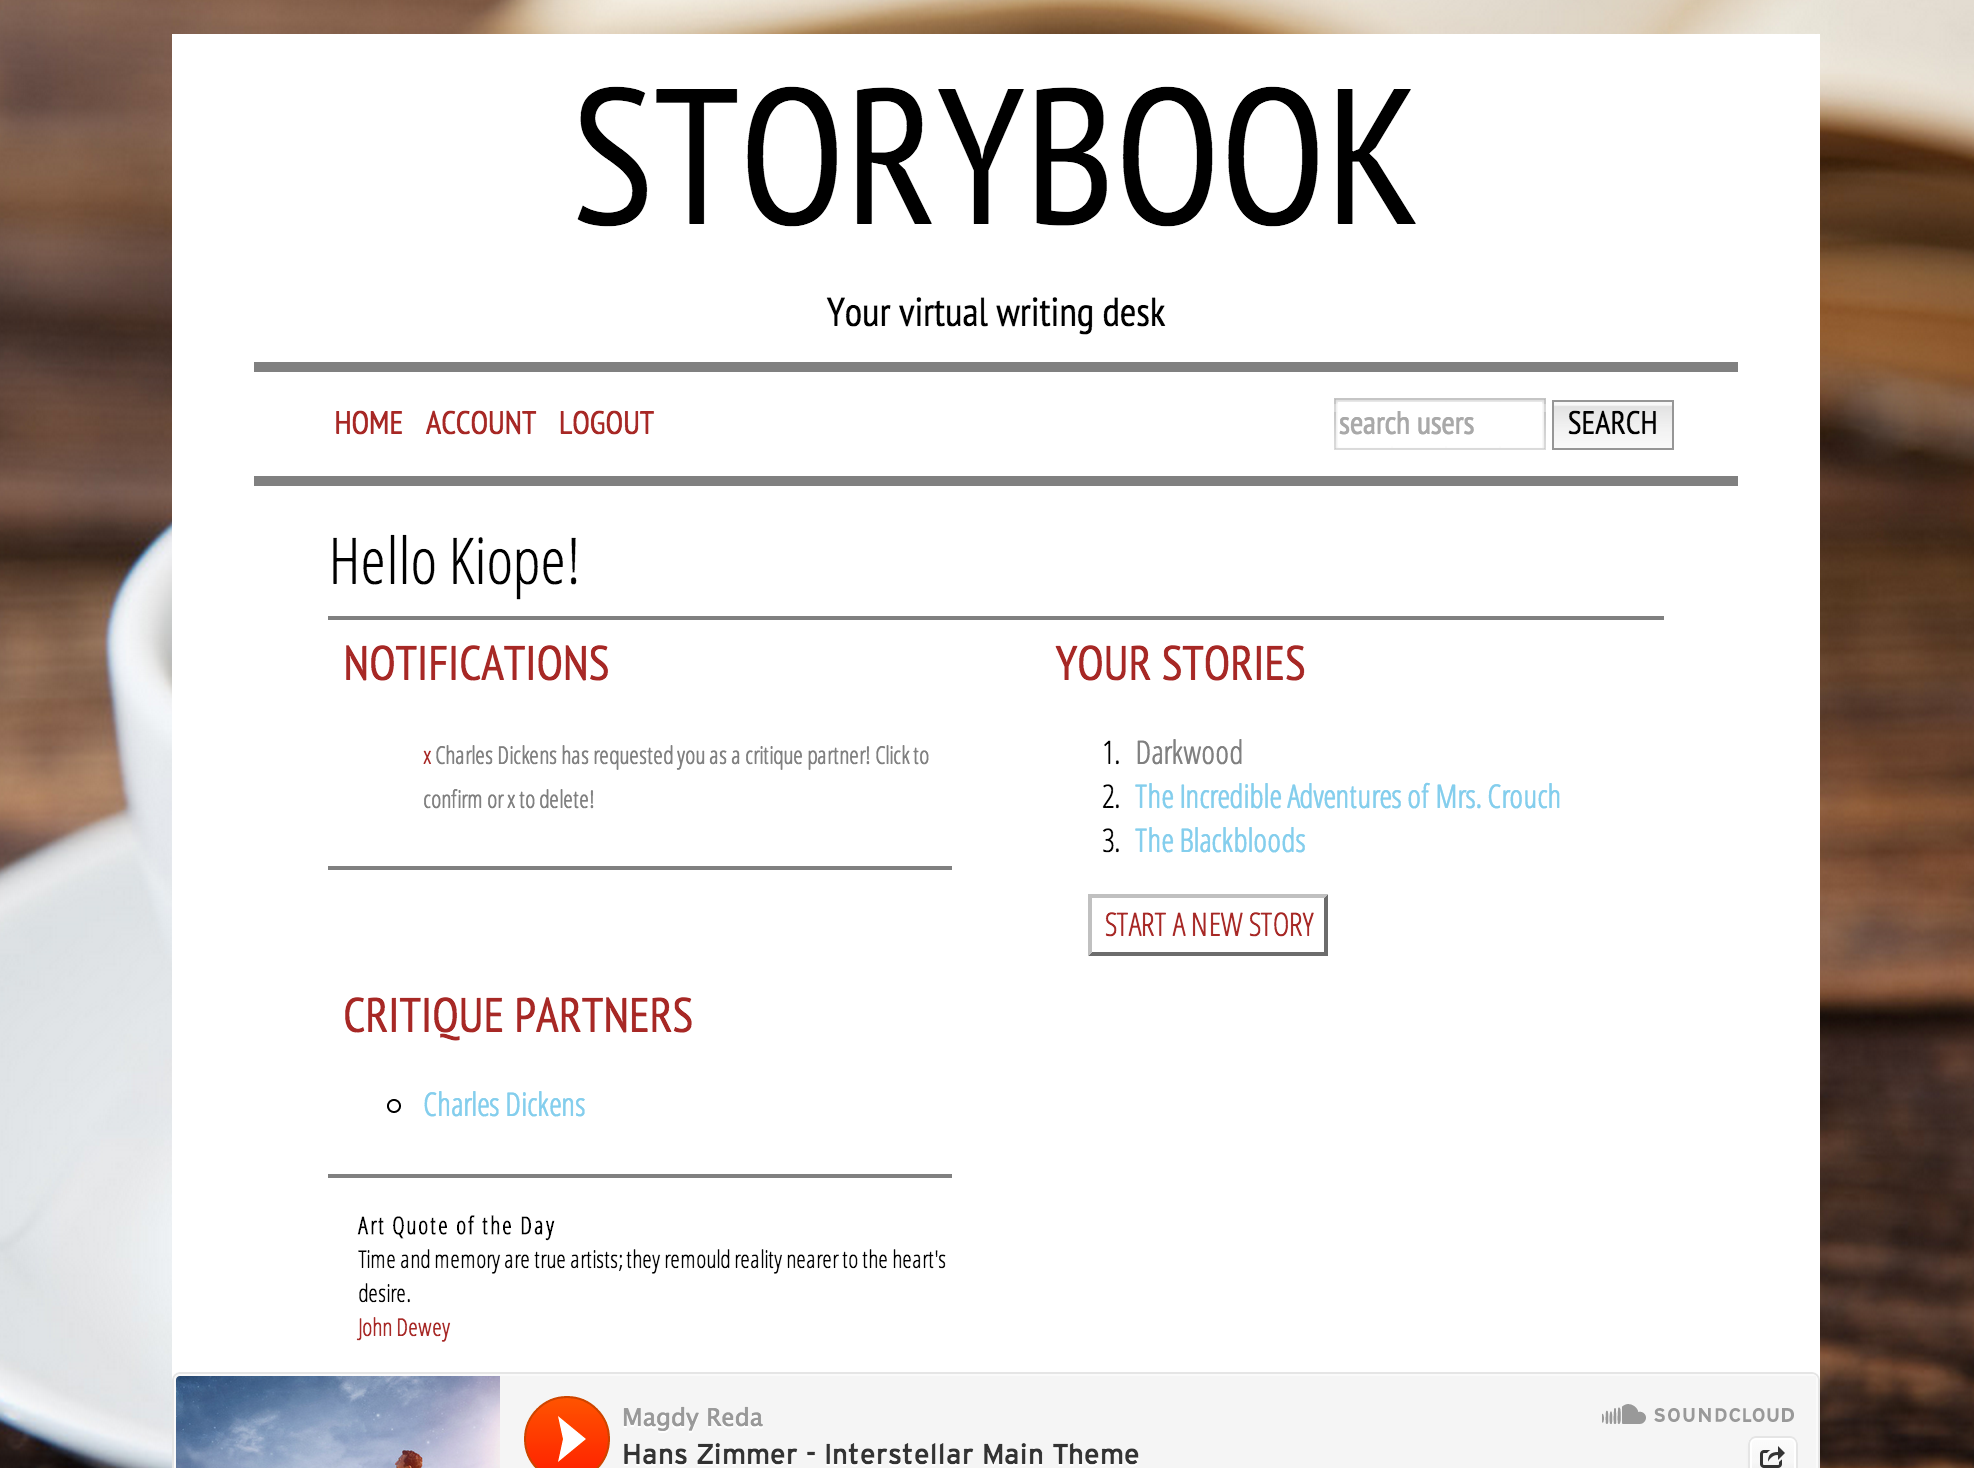 STORYBOOK
Your virtual writing desk
HOME ACCOUNT LOGOUT
search users SEARCH
Hello Kiope!
NOTIFICATIONS
x Charles Dickens has requested you as a critique partner! Click to
confirm or x to delete!
YOUR STORIES
1. Darkwood
2. The Incredible Adventures of Mrs. Crouch
3. The Blackbloods
START A NEW STORY
CRITIQUE PARTNERS
Charles Dickens
Art Quote of the Day
Time and memory are true artists; they remould reality nearer to the heart's
desire.
John Dewey
Magdy Reda
Hans Zimmer - Interstellar Main Theme
SOUNDCLOUD